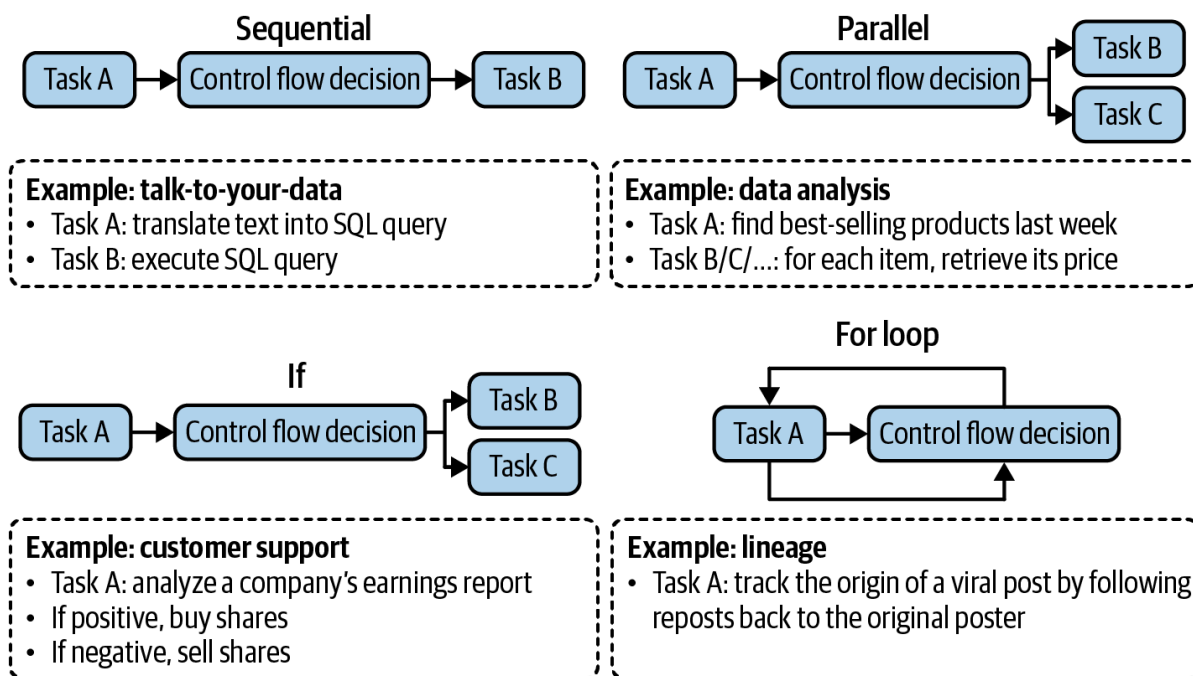 Sequential
Task A
Control flow decision
Task B
Example: talk-to-your-data
• Task A: translate text into SQL query
• Task B: execute SQL query
Parallel
Task A
Control flow decision
Task B
Task C
Example: data analysis
• Task A: find best-selling products last week
• Task B/C/...: for each item, retrieve its price
If
Task A
Control flow decision
Task B
Task C
Example: customer support
• Task A: analyze a company’s earnings report
• If positive, buy shares
• If negative, sell shares
For loop
Task A
Control flow decision
Example: lineage
• Task A: track the origin of a viral post by following
reposts back to the original poster